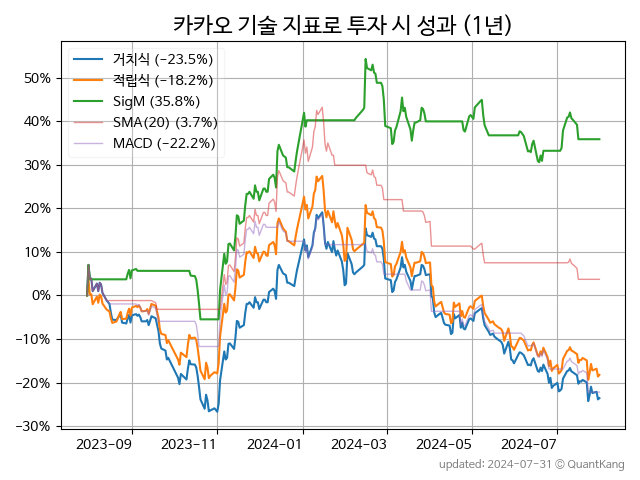 카카오 기술 지표로 투자 시 성과 (1년)
거치식 (−23.5%)
적립식 (−18.2%)
SigM (35.8%)
SMA(20) (3.7%)
MACD (−22.2%)
50%
40%
30%
20%
10%
0%
−10%
−20%
−30%
2023-09 2023-11 2024-01 2024-03 2024-05 2024-07
updated: 2024-07-31 © QuantKang